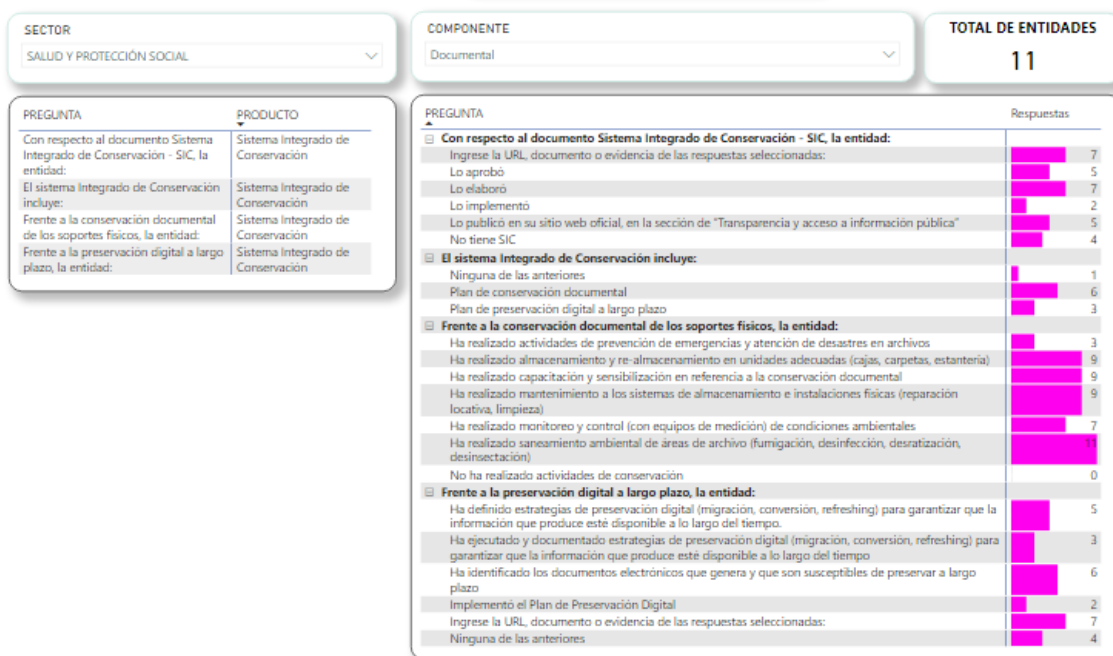 SECTOR
SALUD Y PROTECCIÓN SOCIAL
COMPONENTE
Documental
TOTAL DE ENTIDADES
11
PREGUNTA PRODUCTO
Con respecto al documento Sistema Integrado de Conservación - SIC, la entidad: Sistema Integrado de Conservación
El sistema Integrado de Conservación incluye: Sistema Integrado de Conservación
Frente a la conservación documental de los soportes físicos, la entidad: Sistema Integrado de Conservación
Frente a la preservación digital a largo plazo, la entidad: Sistema Integrado de Conservación
PREGUNTA Respuestas
Con respecto al documento Sistema Integrado de Conservación - SIC, la entidad:
Ingrese la URL, documento o evidencia de las respuestas seleccionadas: 7
Lo aprobó 5
Lo elaboró 7
Lo implementó 2
Lo publicó en su sitio web oficial, en la sección de "Transparencia y acceso a información pública" 5
No tiene SIC 4
El sistema Integrado de Conservación incluye:
Ninguna de las anteriores 1
Plan de conservación documental 6
Plan de preservación digital a largo plazo 3
Frente a la conservación documental de los soportes físicos, la entidad:
Ha realizado actividades de prevención de emergencias y atención de desastres en archivos 3
Ha realizado almacenamiento y re-almacenamiento en unidades adecuadas (cajas, carpetas, estantería) 9
Ha realizado capacitación y sensibilización en referencia a la conservación documental 9
Ha realizado mantenimiento a los sistemas de almacenamiento e instalaciones físicas (reparación 9
locativa, limpieza)
Ha realizado monitoreo y control (con equipos de medición) de condiciones ambientales 7
Ha realizado saneamiento ambiental de áreas de archivo (fumigación, desinfección, desratización, 11
desinsectación)
No ha realizado actividades de conservación 0
Frente a la preservación digital a largo plazo, la entidad:
Ha definido estrategias de preservación digital (migración, conversión, refreshing) para garantizar que la 5
información que produce esté disponible a lo largo del tiempo.
Ha ejecutado y documentado estrategias de preservación digital (migración, conversión, refreshing) para 3
garantizar que la información que produce esté disponible a lo largo del tiempo
Ha identificado los documentos electrónicos que genera y que son susceptibles de preservar a largo 6
plazo
Implementó el Plan de Preservación Digital 2
Ingrese la URL, documento o evidencia de las respuestas seleccionadas: 7
Ninguna de las anteriores 4